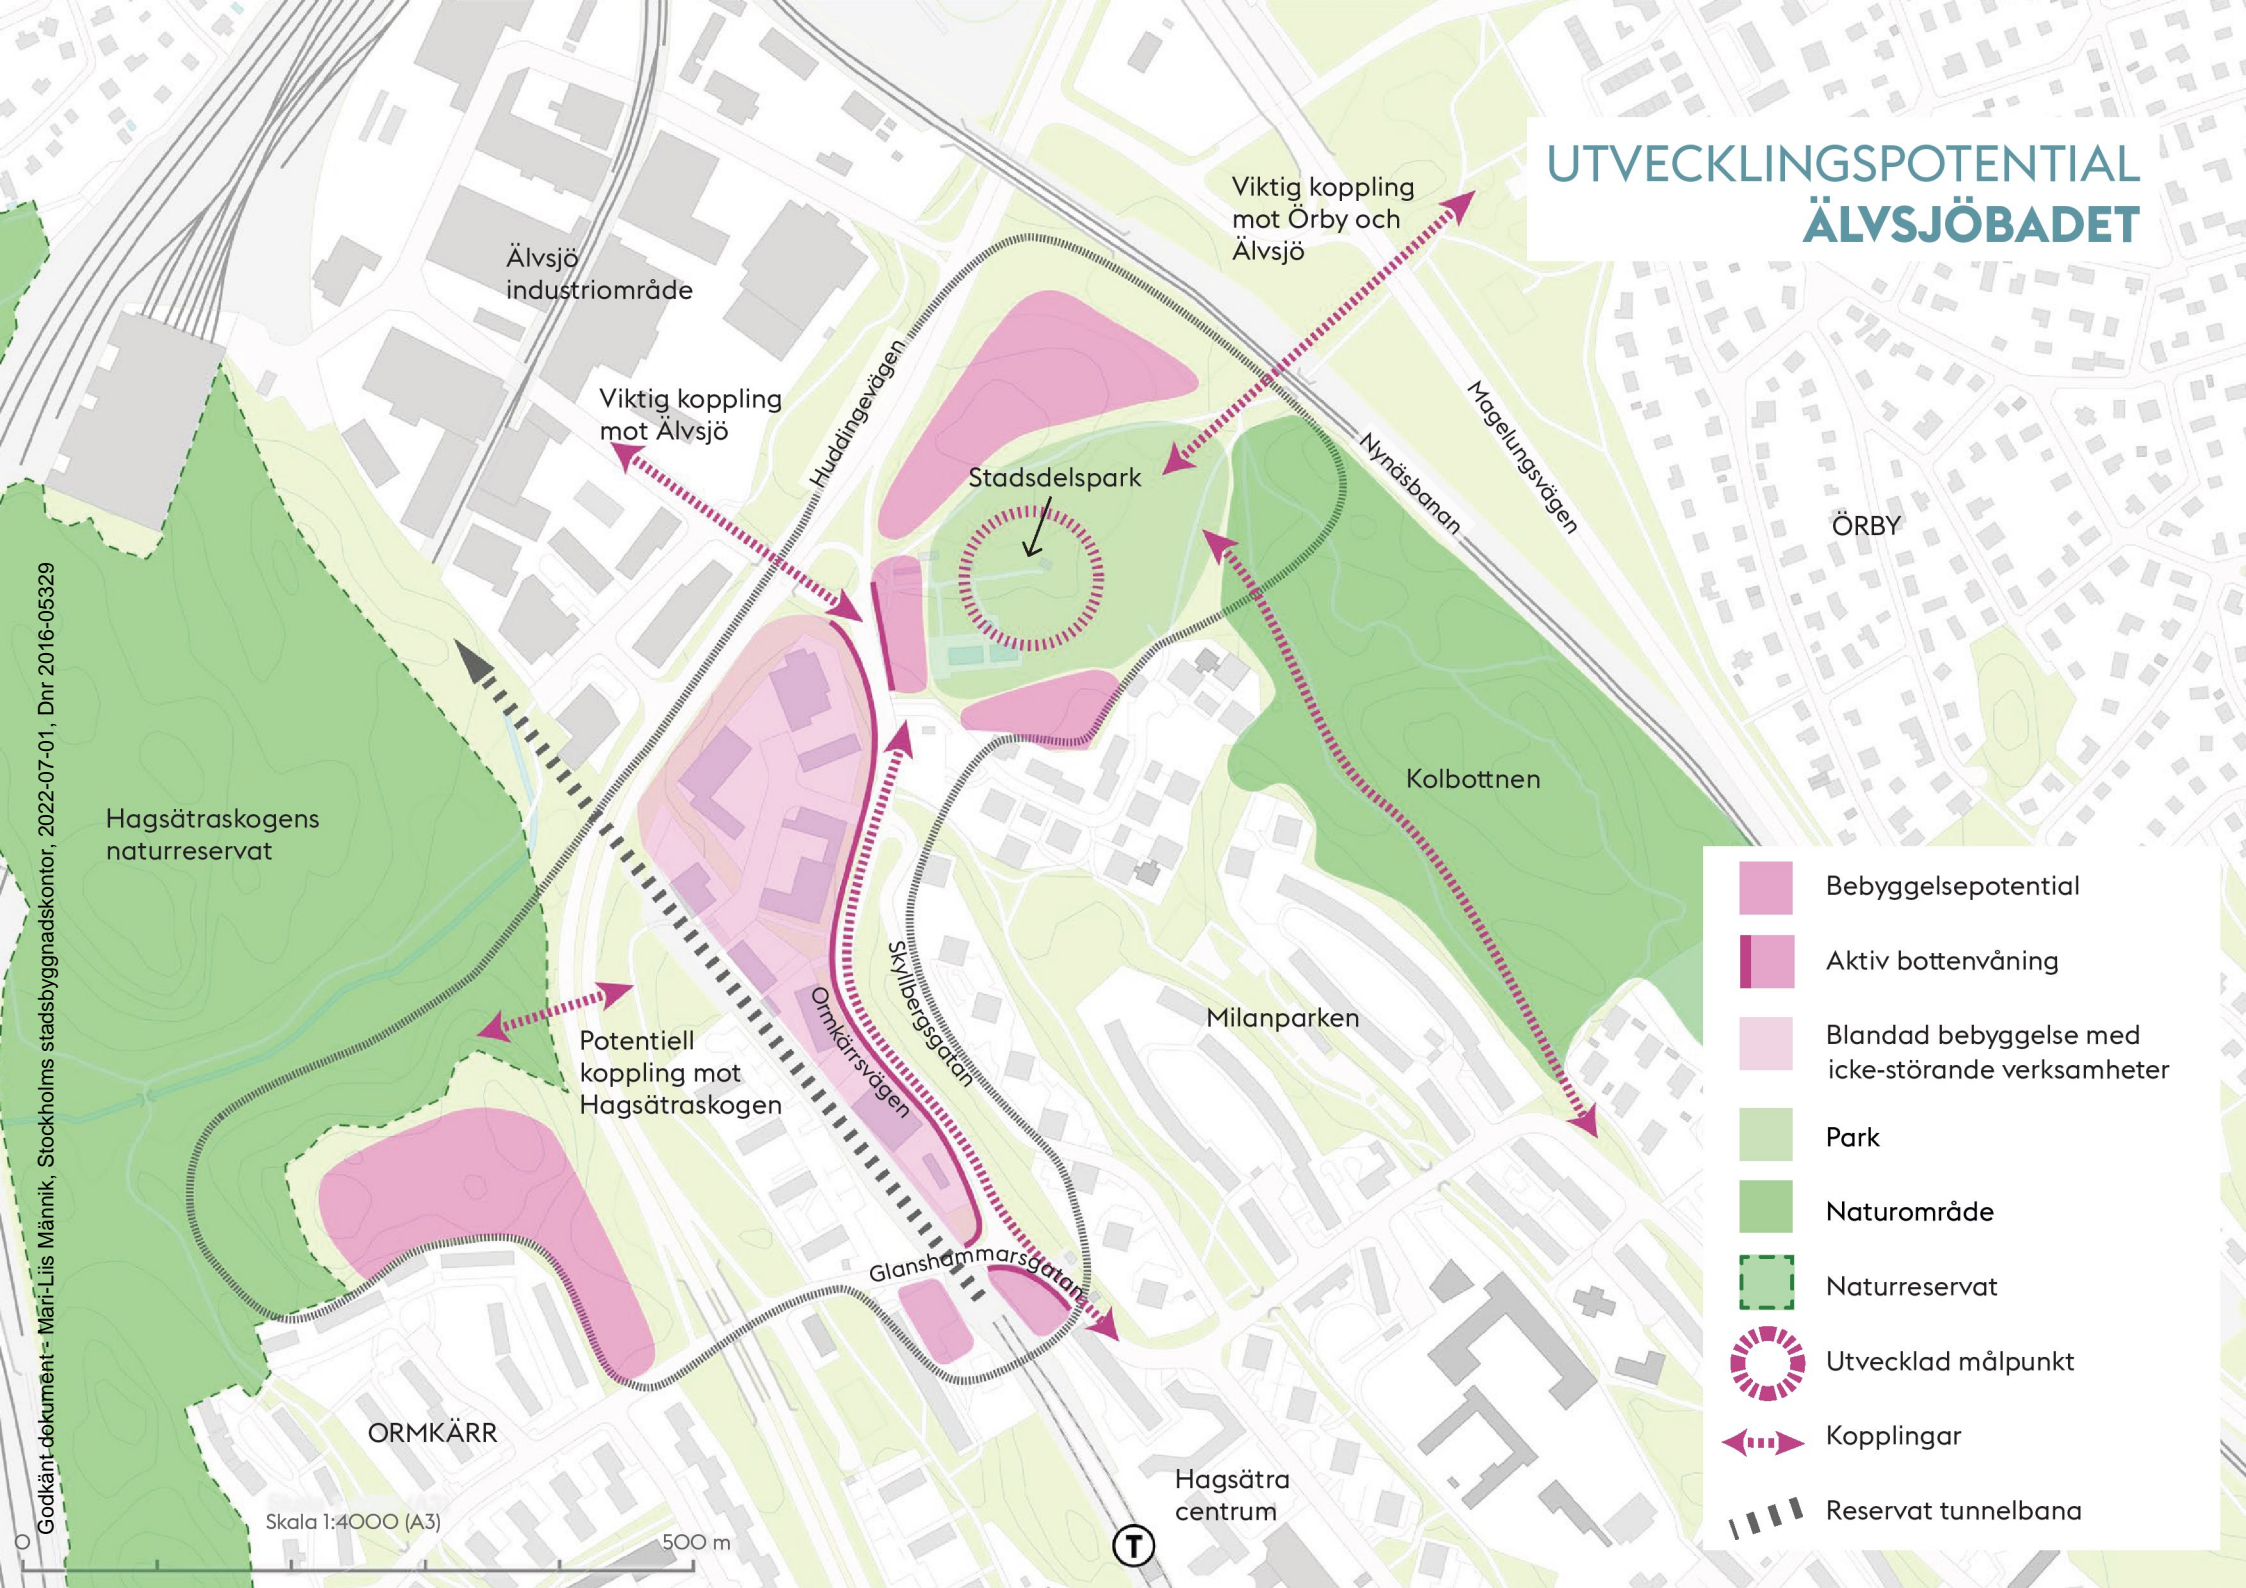 UTVECKLINGSPOTENTIAL
ÄLVSJÖBADET
Viktig koppling
mot Örby och
Älvsjö
Älvsjö
industriområde
Viktig koppling
mot Älvsjö
Huddingevägen
Magelungsvägen
Nynäsbanan
Stadsdelspark
ÖRBY
Kolbottnen
Hagsätraskogens
naturreservat
Skylbergsgatan
Ormkärrsvägen
Milanparken
Potentiell
koppling mot
Hagsätraskogen
Glanshammarsgatan
ORMKÄRR
Hagsätra
centrum
T
Skala 1:4000 (A3)
0
500 m
Godkänt dokument - Mari-Liis Männik, Stockholms stadsbyggnadskontor, 2022-07-01, Dnr 2016-05329
Bebyggelsepotential
Aktiv bottenvåning
Blandad bebyggelse med
icke-störande verksamheter
Park
Naturområde
Naturreservat
Utvecklad målpunkt
Kopplingar
Reservat tunnelbana